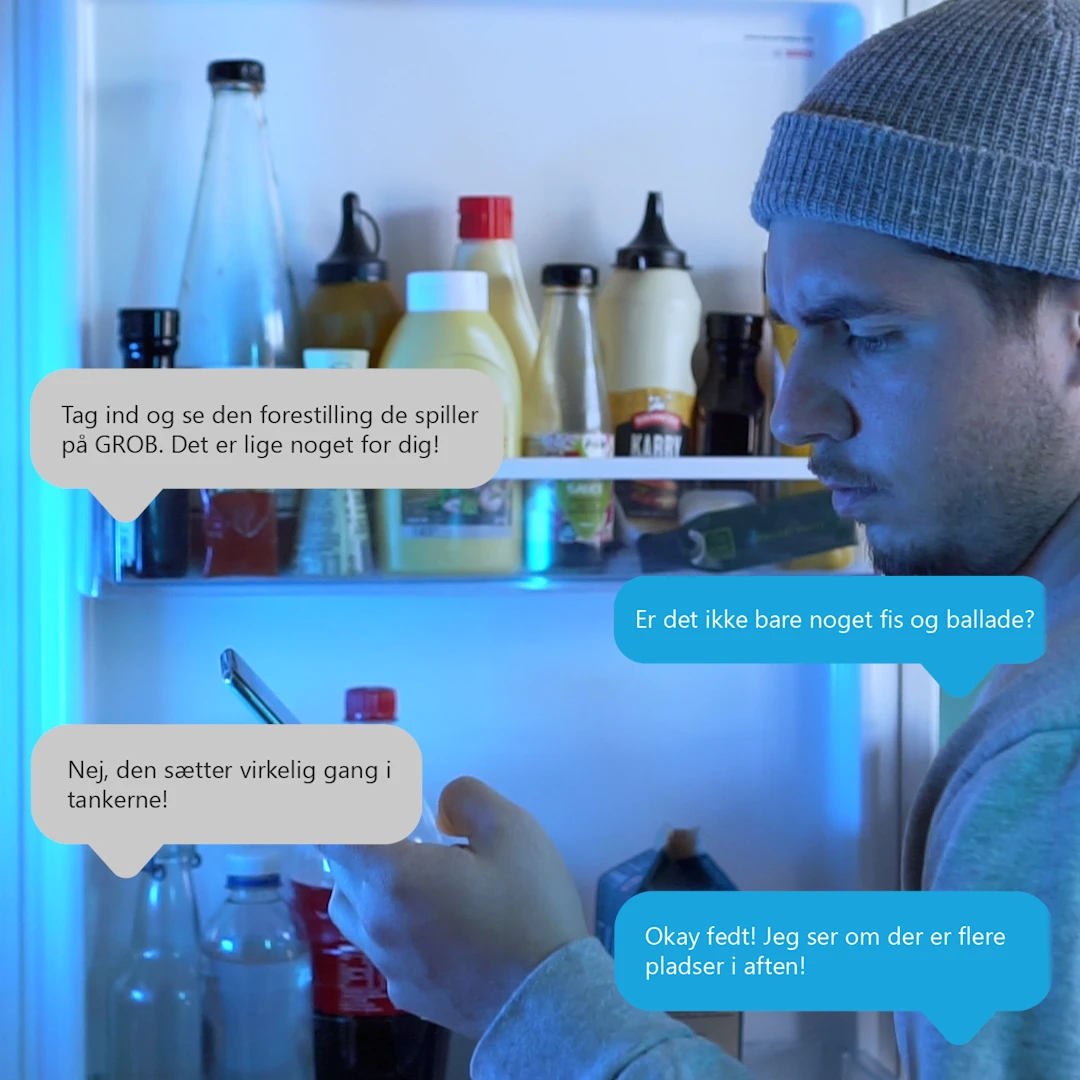 Tag ind og se den forestilling de spiller
på GROB. Det er lige noget for dig!
KARRY
Er det ikke bare noget fis og ballade?
Nej, den sætter virkelig gang i
tankerne!
Okay fedt! Jeg ser om der er flere
pladser i aften!